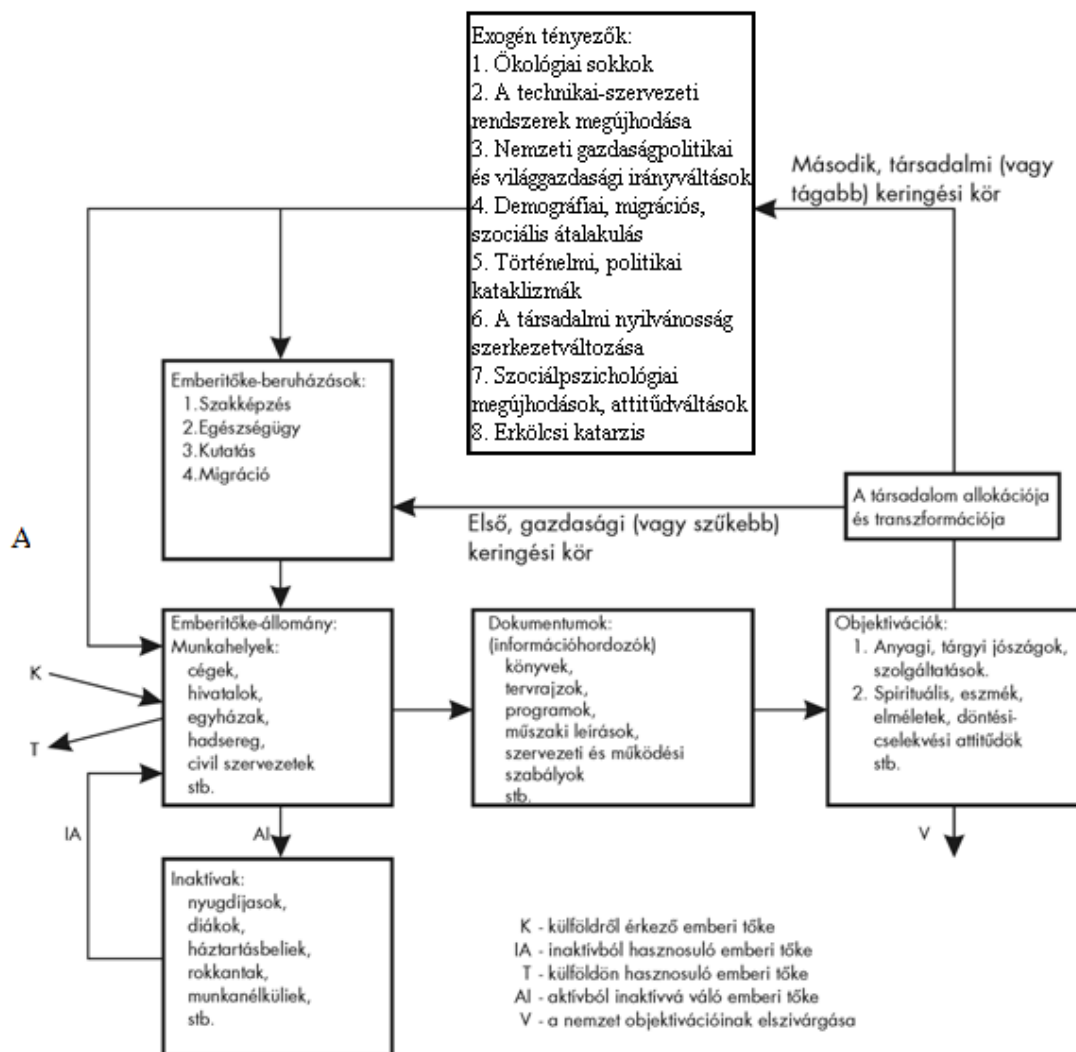 Exogén tényezők:
1. Ökológiai sokkok
2. A technikai-szervezeti
rendszerek megújhodása
3. Nemzeti gazdaságpolitikai
és világgazdasági irányváltások
4. Demográfiai, migrációs,
szociális átalakulás
5. Történelmi, politikai
kataklizmák
6. A társadalmi nyilvánosság
szerkezetváltozása
7. Szociálpszichológiai
megújhodások, attitűdváltások
8. Erkölcsi katarzis
Második, társadalmi (vagy
tágabb) keringési kör
Emberitőke-beruházások:
1.Szakképzés
2.Egészségügy
3.Kutatás
4.Migráció
A társadalom allokációja
és transzformációja
Első, gazdasági (vagy szűkebb)
keringési kör
A
Emberitőke-állomány:
Munkahelyek:
cégek,
hivatalok,
egyházak,
hadsereg,
civil szervezetek
stb.
K
T
Dokumentumok:
(információhordozók)
könyvek,
tervrajzok,
programok,
műszaki leírások,
szervezeti és működési
szabályok
stb.
Objektivációk:
1. Anyagi, tárgyi jószágok,
szolgáltatások.
2. Spirituális, eszmék,
elméletek, döntési-
cselekvési attitűdök
stb.
IA
AI
V
Inaktívak:
nyugdíjasok,
diákok,
háztartásbeliek,
rokkantak,
munkanélküliek,
stb.
K - külföldről érkező emberi tőke
IA - inaktívból hasznosuló emberi tőke
T - külföldön hasznosuló emberi tőke
AI - aktívból inaktívvá váló emberi tőke
V - a nemzet objektivációinak elszivárgása